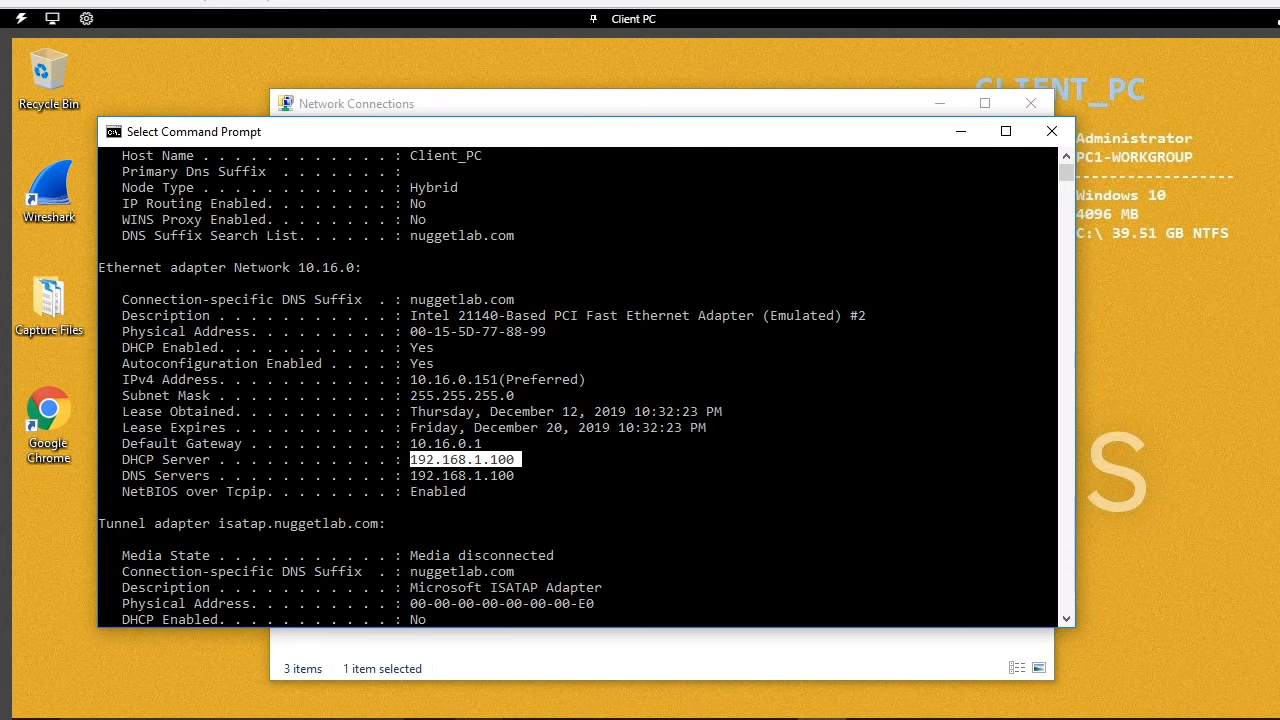 Client PC
Recycle Bin
Wireshark
Capture Files
Google
Chrome
Network Connections
Select Command Prompt
Host Name . . . . . . . . . . . . : Client_PC
Primary Dns Suffix  . . . . . . . :
Node Type . . . . . . . . . . . . : Hybrid
IP Routing Enabled. . . . . . . . : No
WINS Proxy Enabled. . . . . . . . : No
DNS Suffix Search List. . . . . . : nuggetlab.com
Ethernet adapter Network 10.16.0:
Connection-specific DNS Suffix  . : nuggetlab.com
Description . . . . . . . . . . . : Intel 21140-Based PCI Fast Ethernet Adapter (Emulated) #2
Physical Address. . . . . . . . . : 00-15-5D-77-88-99
DHCP Enabled. . . . . . . . . . . : Yes
Autoconfiguration Enabled . . . . : Yes
IPv4 Address. . . . . . . . . . . : 10.16.0.151(Preferred)
Subnet Mask . . . . . . . . . . . : 255.255.255.0
Lease Obtained. . . . . . . . . . : Thursday, December 12, 2019 10:32:23 PM
Lease Expires . . . . . . . . . . : Friday, December 20, 2019 10:32:23 PM
Default Gateway . . . . . . . . . : 10.16.0.1
DHCP Server . . . . . . . . . . . : 192.168.1.100
DNS Servers . . . . . . . . . . . : 192.168.1.100
NetBIOS over Tcpip. . . . . . . . : Enabled
Tunnel adapter isatap.nuggetlab.com:
Media State . . . . . . . . . . . : Media disconnected
Connection-specific DNS Suffix  . : nuggetlab.com
Description . . . . . . . . . . . : Microsoft ISATAP Adapter
Physical Address. . . . . . . . . : 00-00-00-00-00-00-00-E0
DHCP Enabled. . . . . . . . . . . : No
3 items 1 item selected
CLIENT_PC
Administrator
PC1-WORKGROUP
------------------
Windows 10
4096 MB
C:\ 39.51 GB NTFS
S